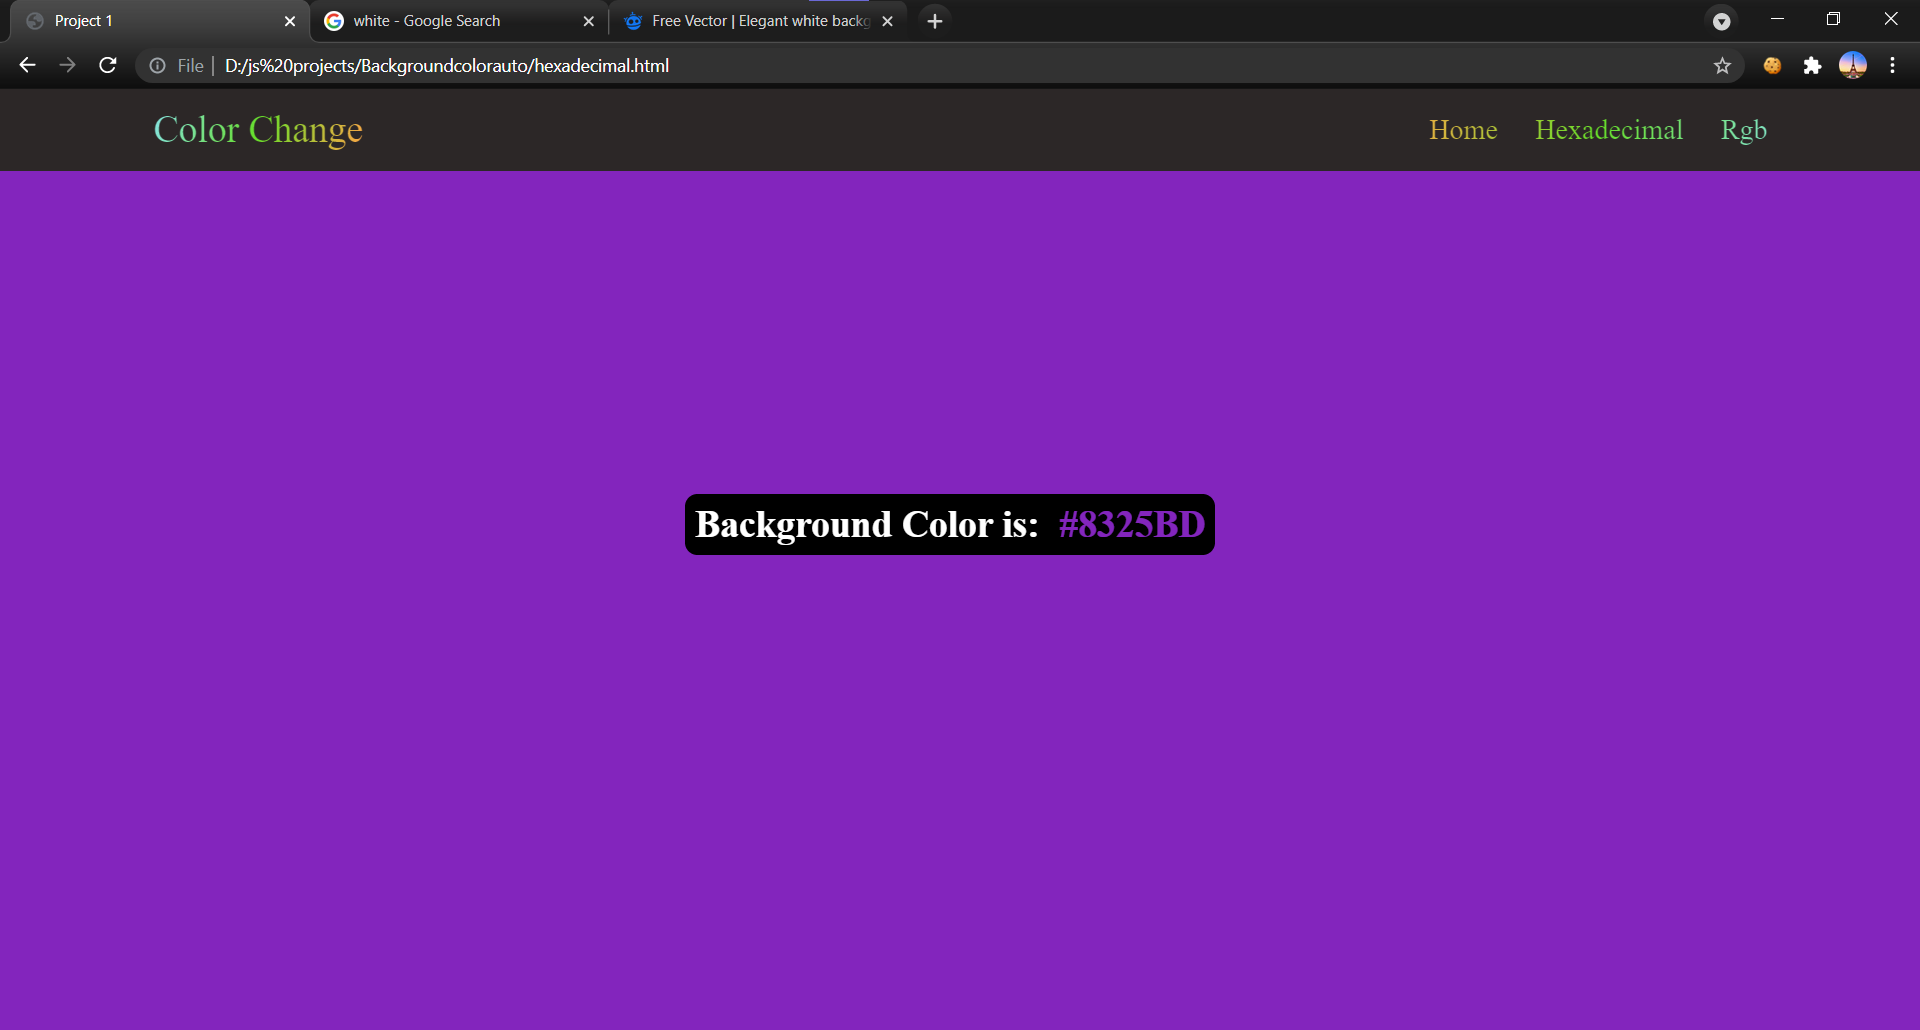 Project 1
white - Google Search
Free Vector | Elegant white backg
File | D:/js%20projects/Backgroundcolorauto/hexadecimal.html
Color Change
Home Hexadecimal Rgb
Background Color is: #8325BD